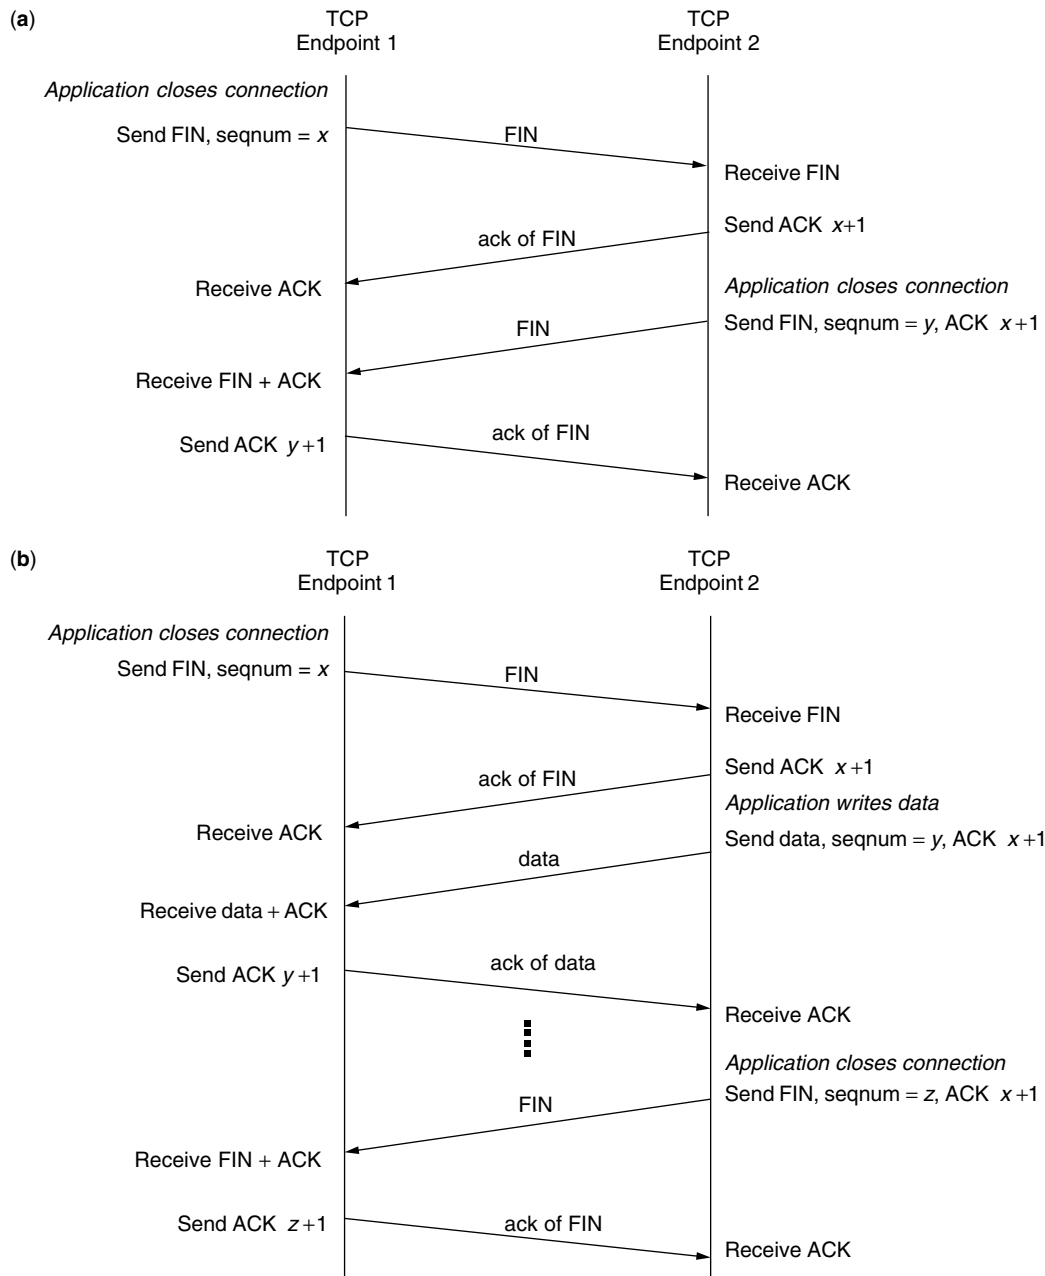 (a)
TCP
Endpoint 1
TCP
Endpoint 2
Application closes connection
Send FIN, seqnum = x
FIN
Receive FIN
Send ACK x+1
ack of FIN
Receive ACK
Application closes connection
Send FIN, seqnum = y, ACK x+1
FIN
Receive FIN + ACK
Send ACK y+1
ack of FIN
Receive ACK
(b)
TCP
Endpoint 1
TCP
Endpoint 2
Application closes connection
Send FIN, seqnum = x
FIN
Receive FIN
Send ACK x+1
ack of FIN
Application writes data
Receive ACK
Send data, seqnum = y, ACK x+1
data
Receive data + ACK
Send ACK y+1
ack of data
Receive ACK
Application closes connection
Send FIN, seqnum = z, ACK x+1
FIN
Receive FIN + ACK
Send ACK z+1
ack of FIN
Receive ACK